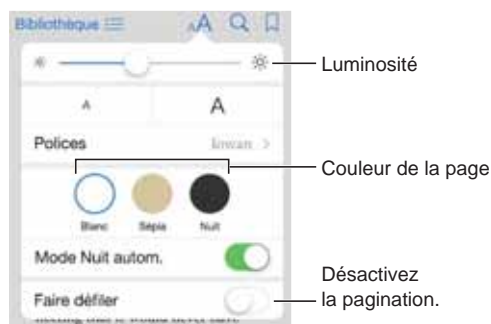 Bibliothèque
AA
Luminosité
A A
Polices Iowan >
Couleur de la page
Blanc Sépia Nuit
Mode Nuit autom.
Désactivez
la pagination.
Faire défiler